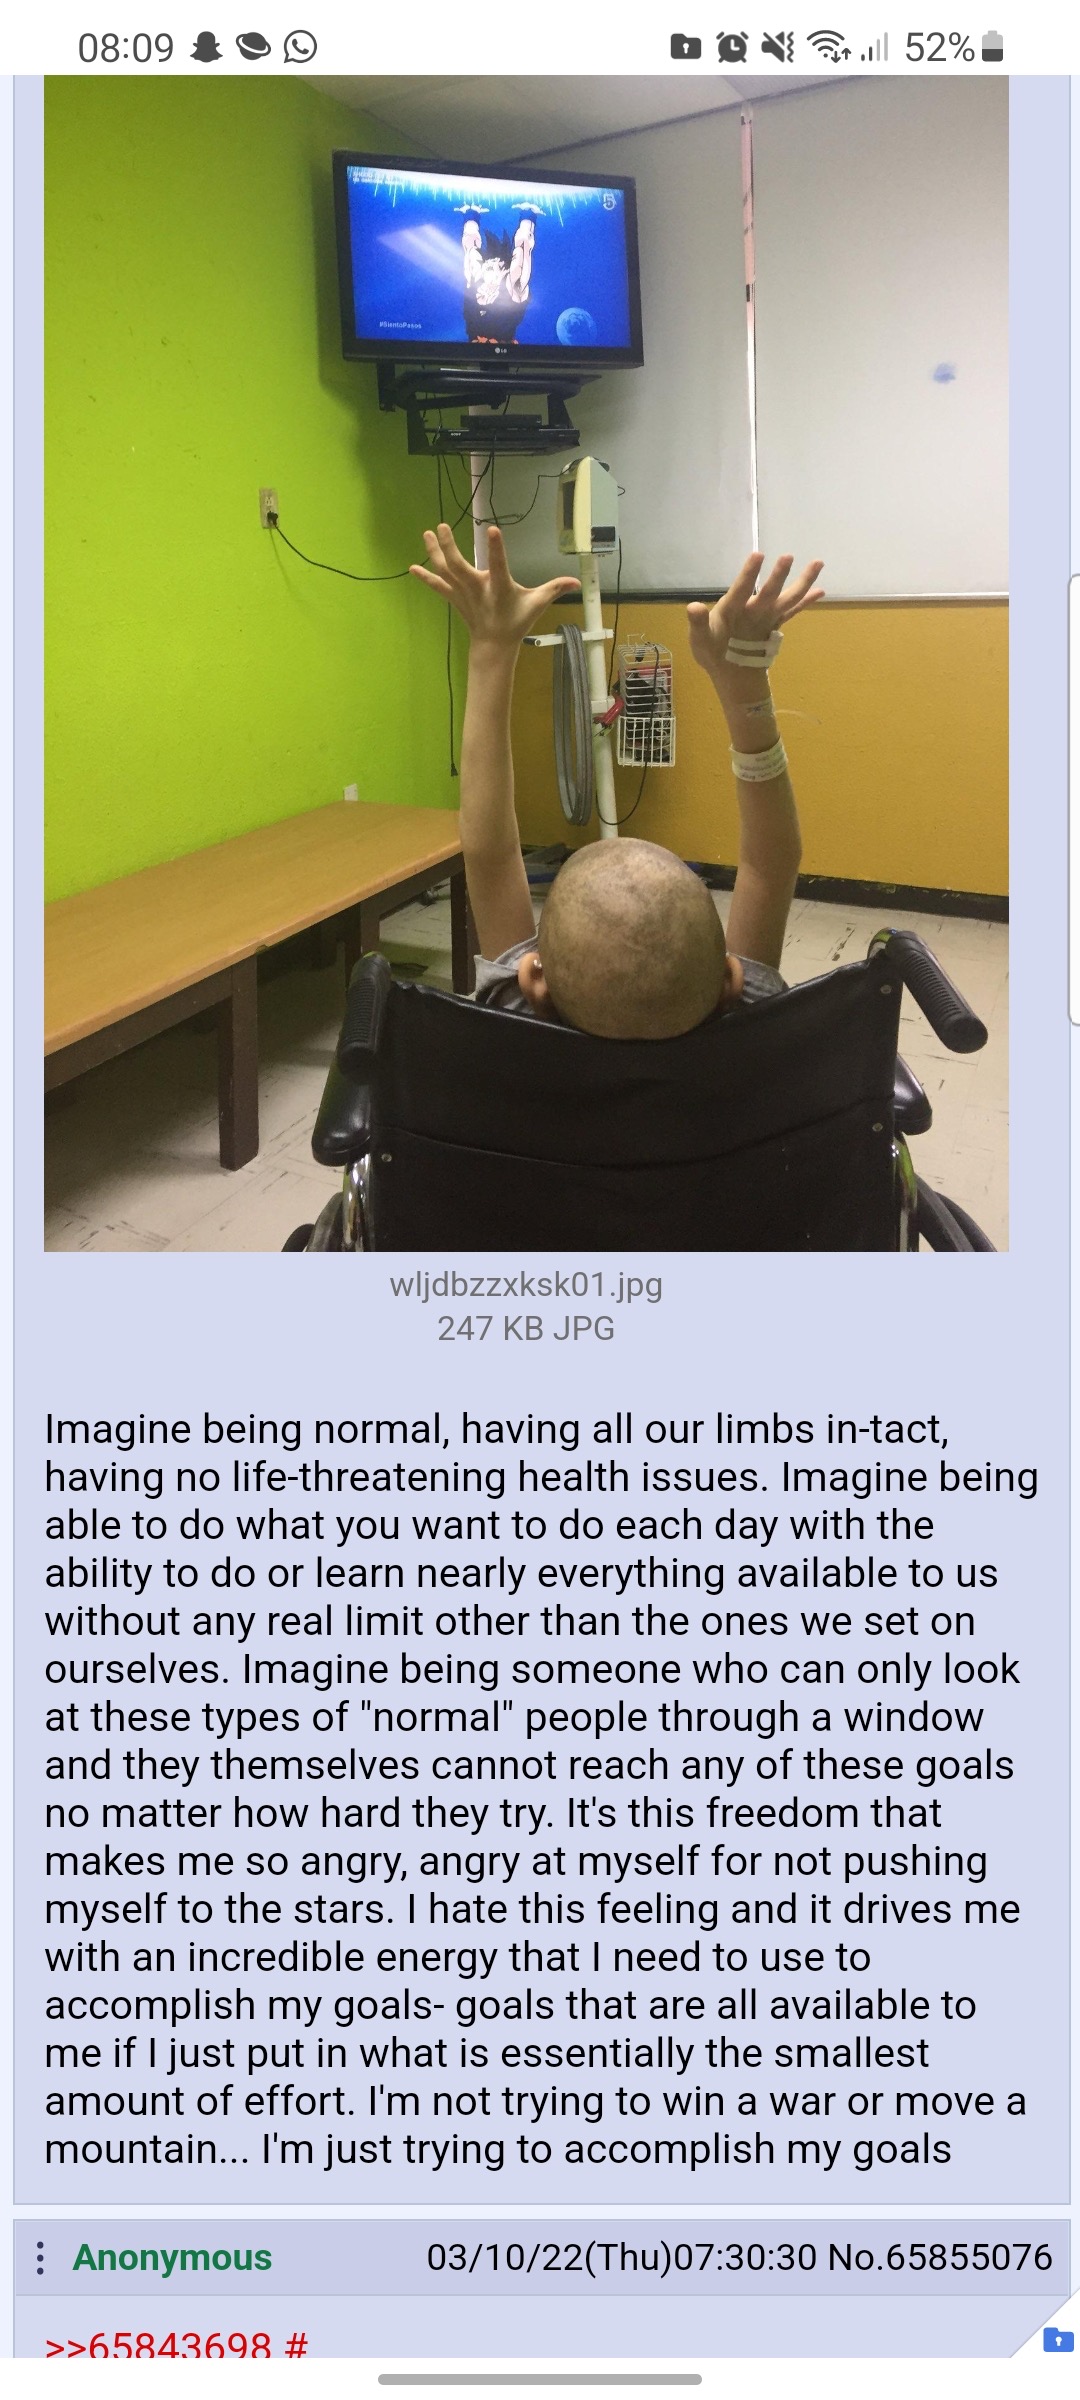 08:09
52%
5
#SientoPasos
LG
SONY
wljdbzzxksk01.jpg
247 KB JPG
Imagine being normal, having all our limbs in-tact,
having no life-threatening health issues. Imagine being
able to do what you want to do each day with the
ability to do or learn nearly everything available to us
without any real limit other than the ones we set on
ourselves. Imagine being someone who can only look
at these types of "normal" people through a window
and they themselves cannot reach any of these goals
no matter how hard they try. It's this freedom that
makes me so angry, angry at myself for not pushing
myself to the stars. I hate this feeling and it drives me
with an incredible energy that I need to use to
accomplish my goals- goals that are all available to
me if I just put in what is essentially the smallest
amount of effort. I'm not trying to win a war or move a
mountain... I'm just trying to accomplish my goals
Anonymous 03/10/22(Thu)07:30:30 No.65855076
>>65843698 #